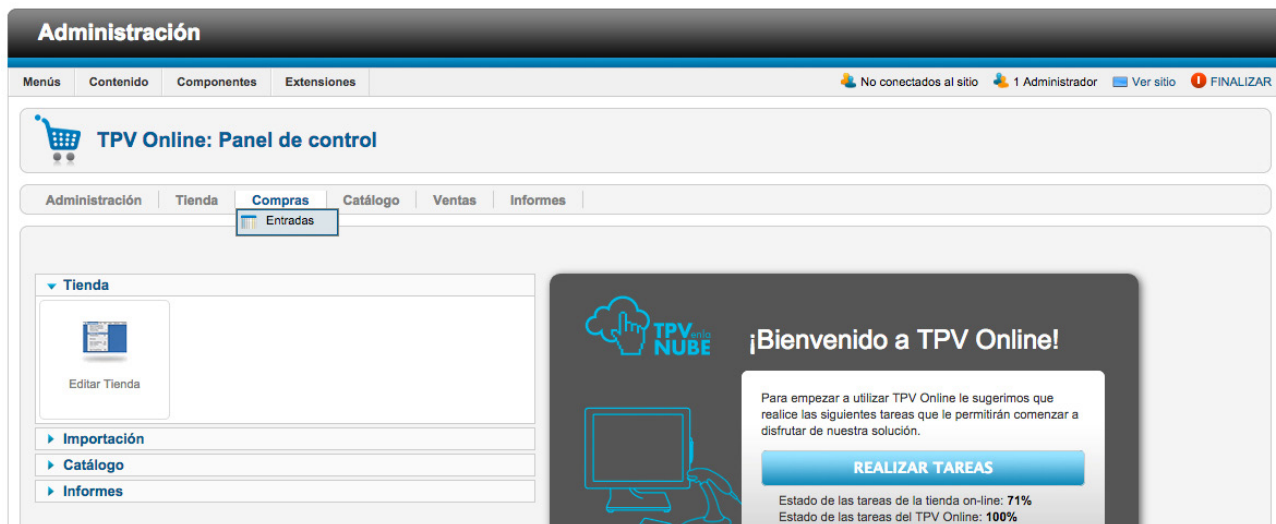 Administración
Menús Contenido Componentes Extensiones No conectados al sitio 1 Administrador Ver sitio FINALIZAR
TPV Online: Panel de control
Administración Tienda Compras Catálogo Ventas Informes
Entradas
Tienda
Editar Tienda
Importación
Catálogo
Informes
TPV enla
NUBE
¡Bienvenido a TPV Online!
Para empezar a utilizar TPV Online le sugerimos que
realice las siguientes tareas que le permitirán comenzar a
disfrutar de nuestra solución.
REALIZAR TAREAS
Estado de las tareas de la tienda on-line: 71%
Estado de las tareas del TPV Online: 100%